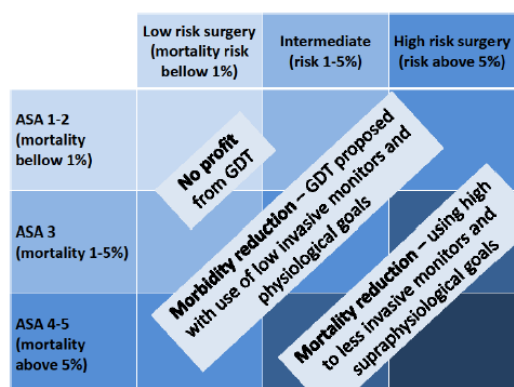 Low risk surgery
(mortality risk
bellow 1%)
Intermediate
(risk 1-5%)
High risk surgery
(risk above 5%)
ASA 1-2
(mortality
bellow 1%)
ASA 3
(mortality 1-5%)
ASA 4-5
(mortality
above 5%)
No profit
from GDT
Morbidity reduction – GDT proposed
with use of low invasive monitors and
physiological goals
Mortality reduction – using high
to less invasive monitors and
supraphysiological goals